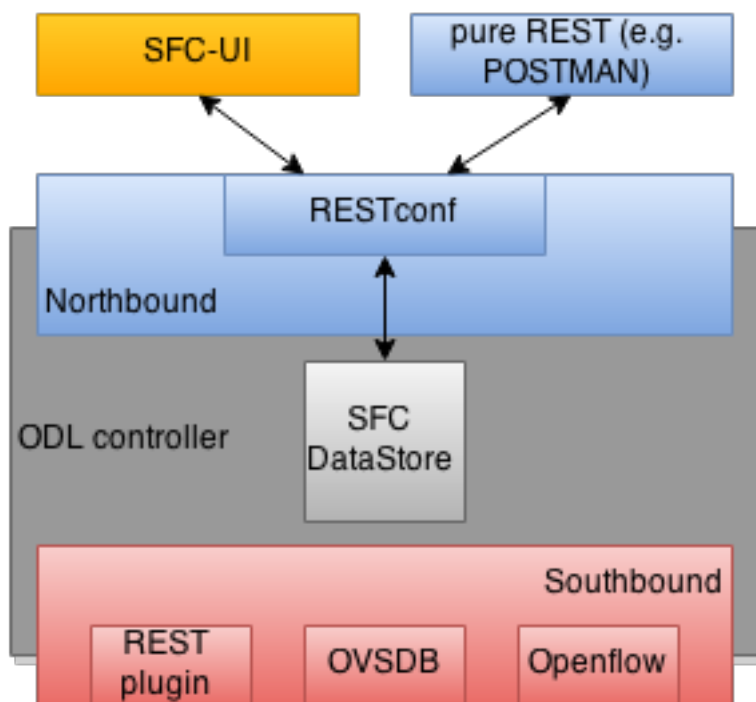 SFC-UI
pure REST (e.g.
POSTMAN)
RESTconf
Northbound
SFC
DataStore
ODL controller
Southbound
REST
plugin
OVSDB
Openflow